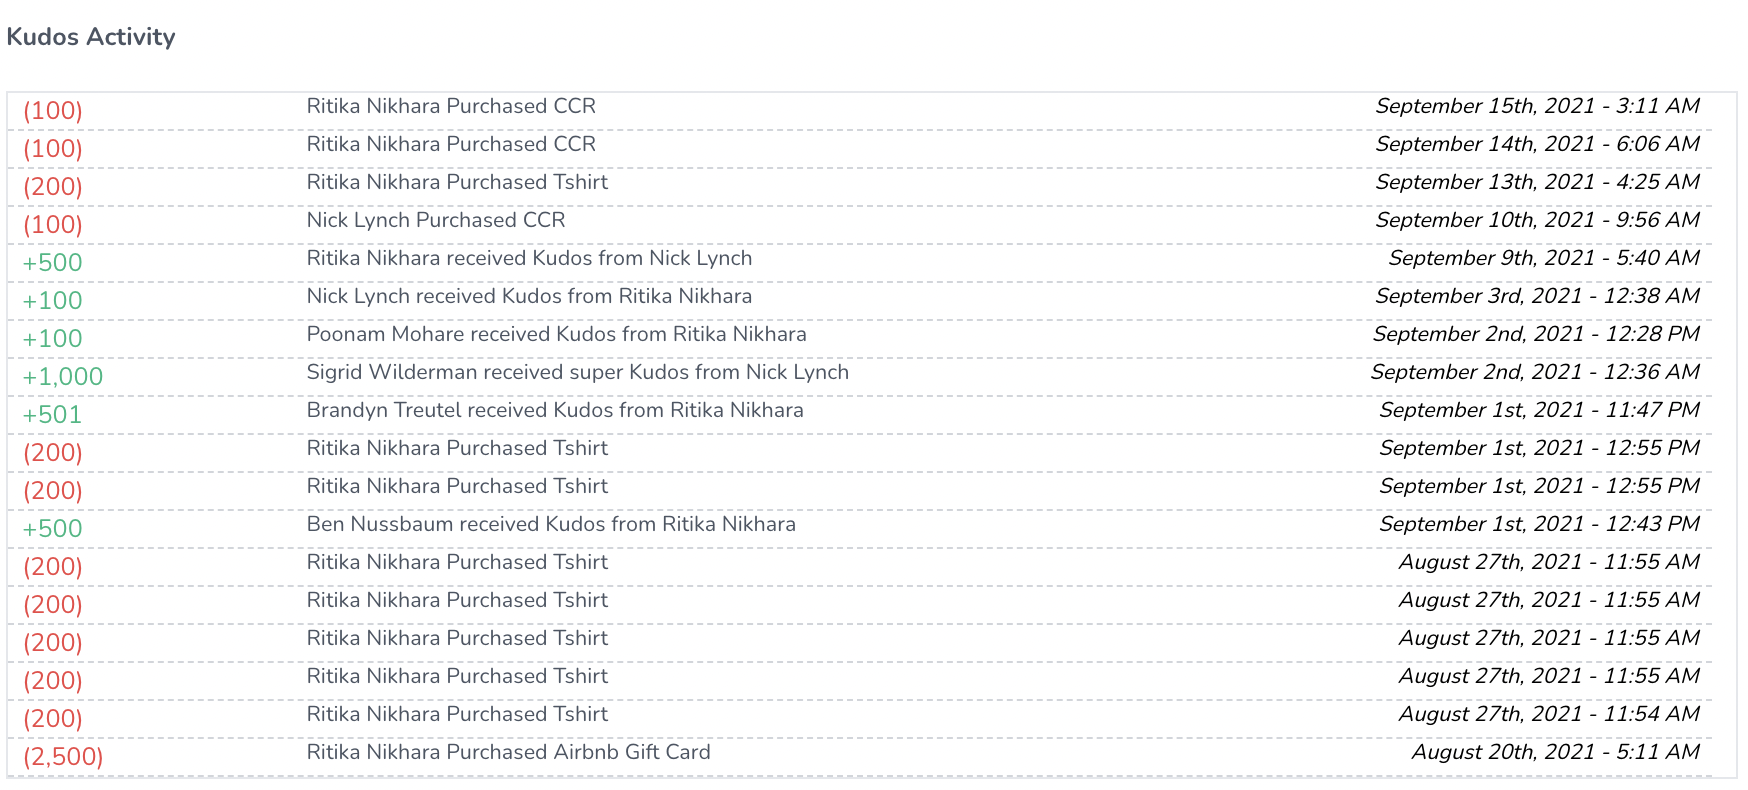 Kudos Activity
(100) Ritika Nikhara Purchased CCR September 15th, 2021 - 3:11 AM
(100) Ritika Nikhara Purchased CCR September 14th, 2021 - 6:06 AM
(200) Ritika Nikhara Purchased Tshirt September 13th, 2021 - 4:25 AM
(100) Nick Lynch Purchased CCR September 10th, 2021 - 9:56 AM
+500 Ritika Nikhara received Kudos from Nick Lynch September 9th, 2021 - 5:40 AM
+100 Nick Lynch received Kudos from Ritika Nikhara September 3rd, 2021 - 12:38 AM
+100 Poonam Mohare received Kudos from Ritika Nikhara September 2nd, 2021 - 12:28 PM
+1,000 Sigrid Wilderman received super Kudos from Nick Lynch September 2nd, 2021 - 12:36 AM
+501 Brandyn Treutel received Kudos from Ritika Nikhara September 1st, 2021 - 11:47 PM
(200) Ritika Nikhara Purchased Tshirt September 1st, 2021 - 12:55 PM
(200) Ritika Nikhara Purchased Tshirt September 1st, 2021 - 12:55 PM
+500 Ben Nussbaum received Kudos from Ritika Nikhara September 1st, 2021 - 12:43 PM
(200) Ritika Nikhara Purchased Tshirt August 27th, 2021 - 11:55 AM
(200) Ritika Nikhara Purchased Tshirt August 27th, 2021 - 11:55 AM
(200) Ritika Nikhara Purchased Tshirt August 27th, 2021 - 11:55 AM
(200) Ritika Nikhara Purchased Tshirt August 27th, 2021 - 11:55 AM
(200) Ritika Nikhara Purchased Tshirt August 27th, 2021 - 11:54 AM
(2,500) Ritika Nikhara Purchased Airbnb Gift Card August 20th, 2021 - 5:11 AM